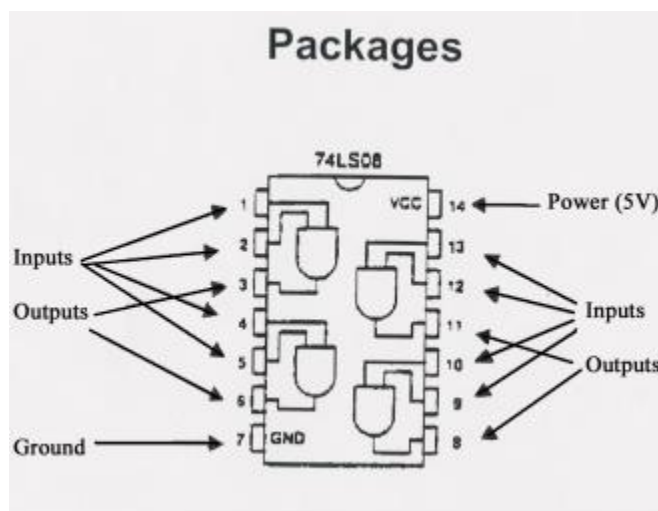 Packages
74LS08
1
VCC
14
Power (5V)
2
13
Inputs
3
12
Outputs
4
11
Inputs
5
10
Outputs
6
9
Ground
7
GND
8